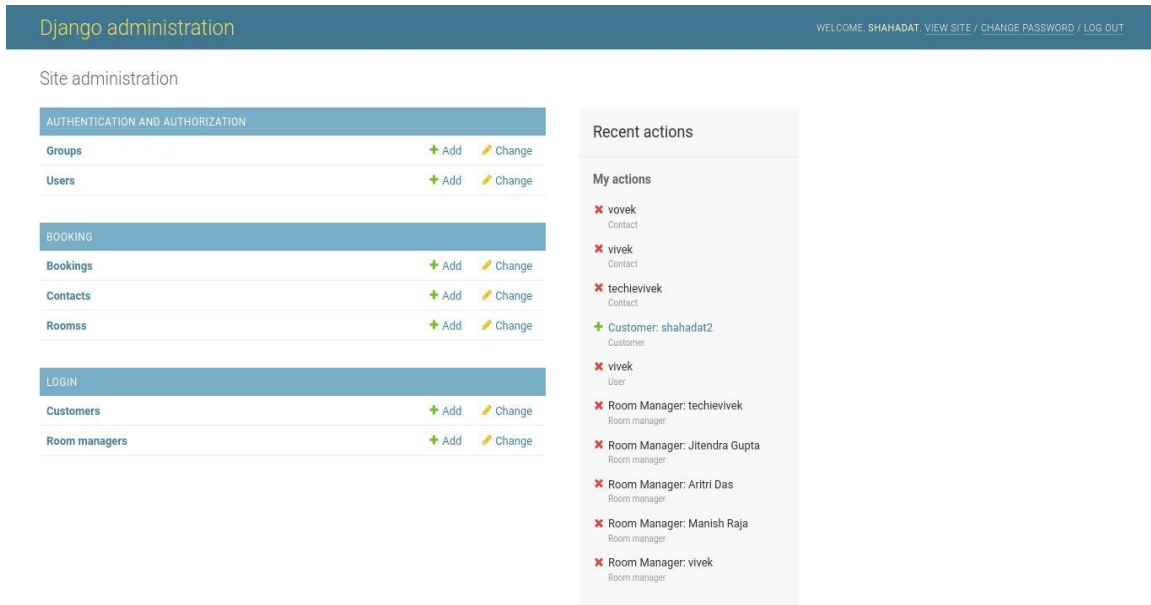 Django administration
WELCOME, SHAHADAT. VIEW SITE / CHANGE PASSWORD / LOG OUT
Site administration
AUTHENTICATION AND AUTHORIZATION
Groups Add Change
Users Add Change
BOOKING
Bookings Add Change
Contacts Add Change
Roomss Add Change
LOGIN
Customers Add Change
Room managers Add Change
Recent actions
My actions
vovek
Contact
vivek
Contact
techievivek
Contact
Customer: shahadat2
Customer
vivek
User
Room Manager: techievivek
Room manager
Room Manager: Jitendra Gupta
Room manager
Room Manager: Aritri Das
Room manager
Room Manager: Manish Raja
Room manager
Room Manager: vivek
Room manager